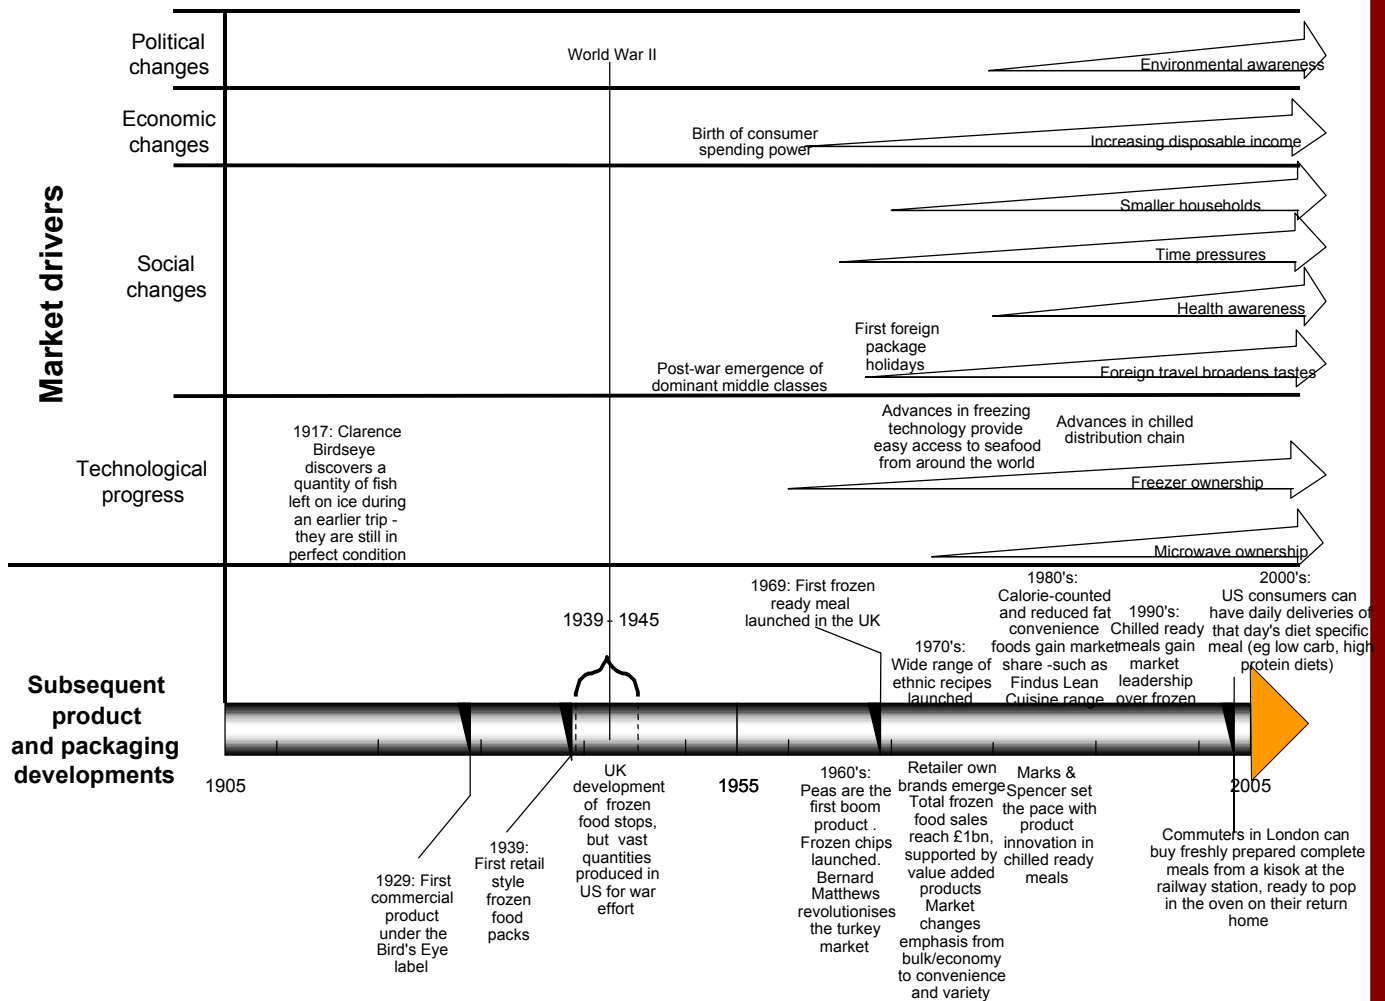 Political
changes
World War II
Environmental awareness
Economic
changes
Birth of consumer
spending power
Increasing disposable income
Market drivers
Social
changes
Smaller households
Time pressures
Health awareness
First foreign
package
holidays
Post-war emergence of
dominant middle classes
Foreign travel broadens tastes
Technological
progress
1917: Clarence
Birdseye
discovers a
quantity of fish
left on ice during
an earlier trip -
they are still in
perfect condition
Advances in freezing
technology provide
easy access to seafood
from around the world
Advances in chilled
distribution chain
Freezer ownership
Microwave ownership
1939 - 1945
1969: First frozen
ready meal
launched in the UK
1970's:
Wide range of
ethnic recipes
launched
1980's:
Calorie-counted
and reduced fat
convenience
foods gain market
share -such as
Findus Lean
Cuisine range
1990's:
Chilled ready
meals gain
market
leadership
over frozen
2000's:
US consumers can
have daily deliveries of
that day's diet specific
meal (eg low carb, high
protein diets)
Subsequent
product
and packaging
developments
1905
1955
2005
1929: First
commercial
product
under the
Bird's Eye
label
1939:
First retail
style
frozen
food
packs
UK
development
of frozen
food stops,
but vast
quantities
produced in
US for war
effort
1960's:
Peas are the
first boom
product .
Frozen chips
launched.
Bernard
Matthews
revolutionises
the turkey
market
Retailer own
brands emerge
Total frozen
food sales
reach £1bn,
supported by
value added
products
Market
changes
emphasis from
bulk/economy
to convenience
and variety
Marks &
Spencer set
the pace with
product
innovation in
chilled ready
meals
Commuters in London can
buy freshly prepared complete
meals from a kisok at the
railway station, ready to pop
in the oven on their return
home